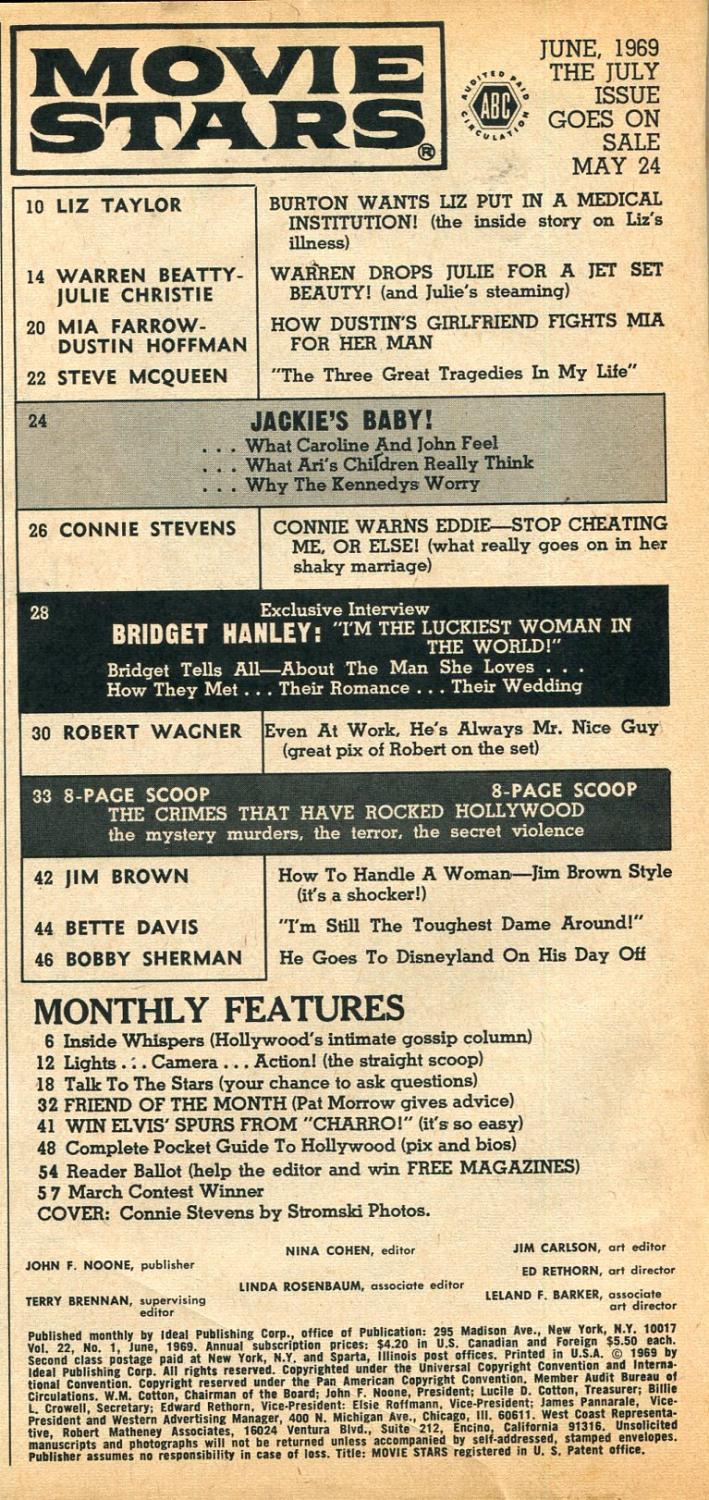 MOVIE
STARS®
AUDITED PAID
ABC
CIRCULATION
JUNE, 1969
THE JULY
ISSUE
GOES ON
SALE
MAY 24
10 LIZ TAYLOR
BURTON WANTS LIZ PUT IN A MEDICAL
INSTITUTION! (the inside story on Liz's
illness)
14 WARREN BEATTY-
JULIE CHRISTIE
WARREN DROPS JULIE FOR A JET SET
BEAUTY! (and Julie's steaming)
20 MIA FARROW-
DUSTIN HOFFMAN
HOW DUSTIN'S GIRLFRIEND FIGHTS MIA
FOR HER MAN
22 STEVE MCQUEEN
"The Three Great Tragedies In My Life"
24 JACKIE'S BABY!
. . . What Caroline And John Feel
. . . What Ari's Children Really Think
. . . Why The Kennedys Worry
26 CONNIE STEVENS
CONNIE WARNS EDDIE—STOP CHEATING
ME, OR ELSE! (what really goes on in her
shaky marriage)
28 Exclusive Interview
BRIDGET HANLEY: "I'M THE LUCKIEST WOMAN IN
THE WORLD!"
Bridget Tells All—About The Man She Loves . . .
How They Met . . . Their Romance . . . Their Wedding
30 ROBERT WAGNER
Even At Work, He's Always Mr. Nice Guy
(great pix of Robert on the set)
33 8-PAGE SCOOP 8-PAGE SCOOP
THE CRIMES THAT HAVE ROCKED HOLLYWOOD
the mystery murders, the terror, the secret violence
42 JIM BROWN
How To Handle A Woman—Jim Brown Style
(it's a shocker!)
44 BETTE DAVIS
"I'm Still The Toughest Dame Around!"
46 BOBBY SHERMAN
He Goes To Disneyland On His Day Off
MONTHLY FEATURES
6 Inside Whispers (Hollywood's intimate gossip column)
12 Lights . . . Camera . . . Action! (the straight scoop)
18 Talk To The Stars (your chance to ask questions)
32 FRIEND OF THE MONTH (Pat Morrow gives advice)
41 WIN ELVIS' SPURS FROM "CHARRO!" (it's so easy)
48 Complete Pocket Guide To Hollywood (pix and bios)
54 Reader Ballot (help the editor and win FREE MAGAZINES)
57 March Contest Winner
COVER: Connie Stevens by Stromski Photos.
JOHN F. NOONE, publisher
TERRY BRENNAN, supervising
editor
NINA COHEN, editor
LINDA ROSENBAUM, associate editor
JIM CARLSON, art editor
ED RETHORN, art director
LELAND F. BARKER, associate
art director
Published monthly by Ideal Publishing Corp., office of Publication: 295 Madison Ave., New York, N.Y. 10017
Vol. 22, No. 1, June, 1969. Annual subscription prices: $4.20 in U.S. Canadian and Foreign $5.50 each.
Second class postage paid at New York, N.Y. and Sparta, Illinois post offices. Printed in U.S.A. © 1969 by
Ideal Publishing Corp. All rights reserved. Copyrighted under the Universal Copyright Convention and Interna-
tional Convention. Copyright reserved under the Pan American Copyright Convention. Member Audit Bureau of
Circulations. W.M. Cotton, Chairman of the Board; John F. Noone, President; Lucile D. Cotton, Treasurer; Billie
L. Crowell, Secretary; Edward Rethorn, Vice-President: Elsie Roffmann, Vice-President; James Pannarale, Vice-
President and Western Advertising Manager, 400 N. Michigan Ave., Chicago, Ill. 60611. West Coast Representa-
tive, Robert Matheney Associates, 16024 Ventura Blvd., Suite 212, Encino, California 91316. Unsolicited
manuscripts and photographs will not be returned unless accompanied by self-addressed, stamped envelopes.
Publisher assumes no responsibility in case of loss. Title: MOVIE STARS registered in U. S. Patent office.